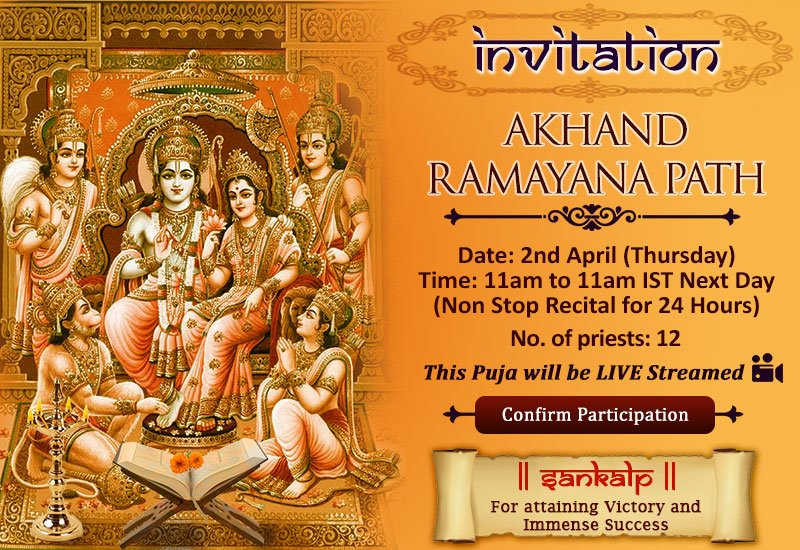 Invitation
AKHAND
RAMAYANA PATH
Date: 2nd April (Thursday)
Time: 11am to 11am IST Next Day
(Non Stop Recital for 24 Hours)
No. of priests: 12
This Puja will be LIVE Streamed
Confirm Participation
|| Sankalp ||
For attaining Victory and
Immense Success